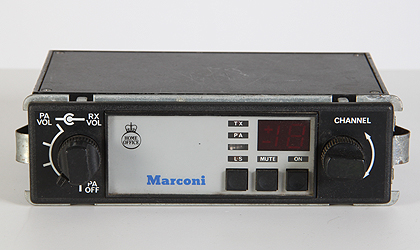 PA VOL
RX VOL
PA OFF
HOME OFFICE
Marconi
TX
PA
LS
MUTE
ON
CHANNEL